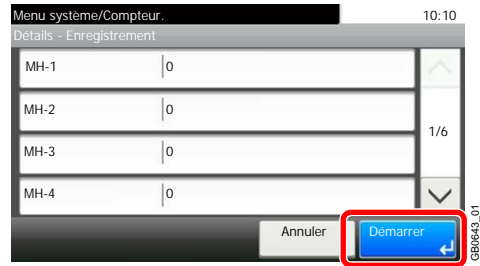 Menu système/Compteur. 10:10
Détails - Enregistrement
MH-1 0
MH-2 0
1/6
MH-3 0
MH-4 0
Annuler Démarrer
GB0643_01